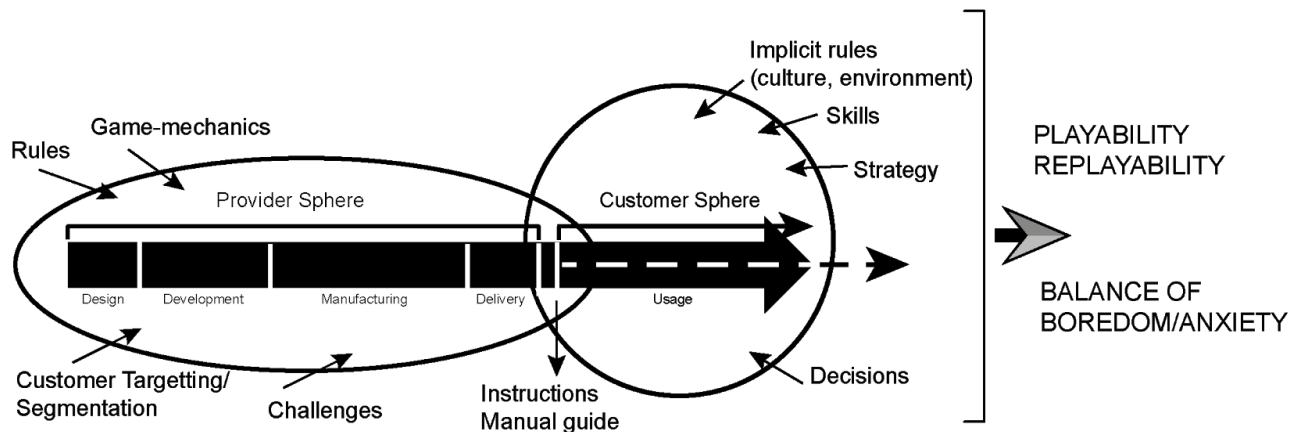 Implicit rules
(culture, environment)
Skills
Strategy
Game-mechanics
Rules
Provider Sphere
Customer Sphere
Design
Development
Manufacturing
Delivery
Usage
Customer Targetting/
Segmentation
Challenges
Instructions
Manual guide
Decisions
PLAYABILITY
REPLAYABILITY
BALANCE OF
BOREDOM/ANXIETY